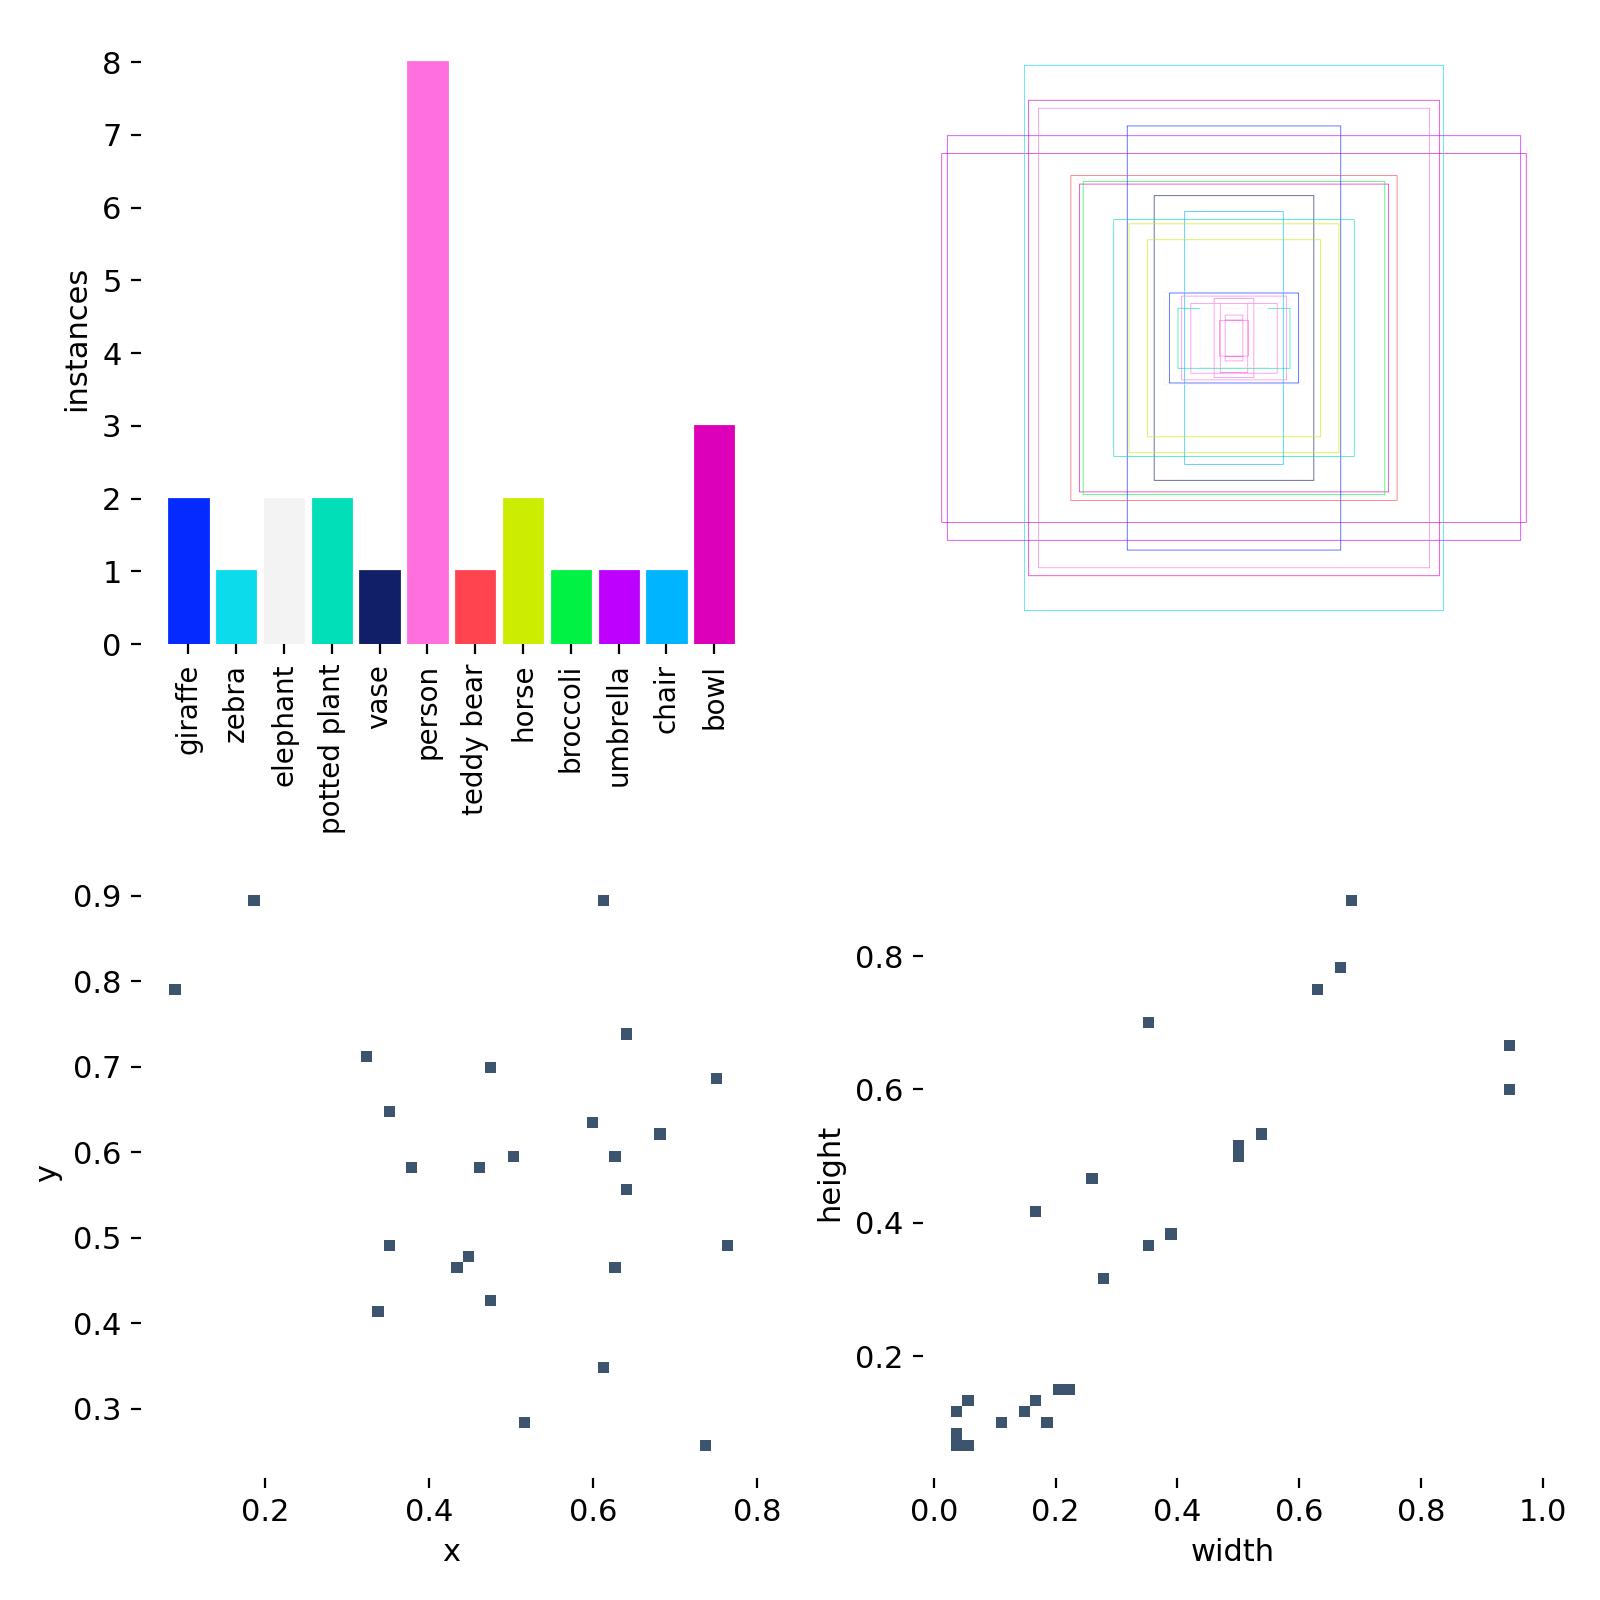 8
7
6
5
4
3
2
1
0
instances
giraffe
zebra
elephant
potted plant
vase
person
teddy bear
horse
broccoli
umbrella
chair
bowl
0.9
0.8
0.7
0.6
0.5
0.4
0.3
y
0.2 0.4 0.6 0.8
x
0.8
0.6
0.4
0.2
height
0.0 0.2 0.4 0.6 0.8 1.0
width